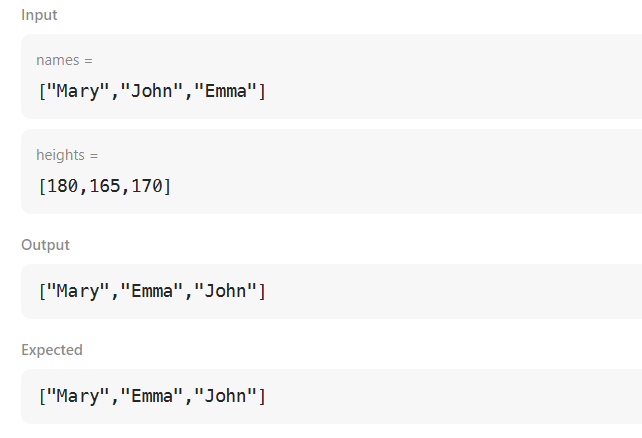 Input
names =
["Mary","John","Emma"]
heights =
[180,165,170]
Output
["Mary","Emma","John"]
Expected
["Mary","Emma","John"]